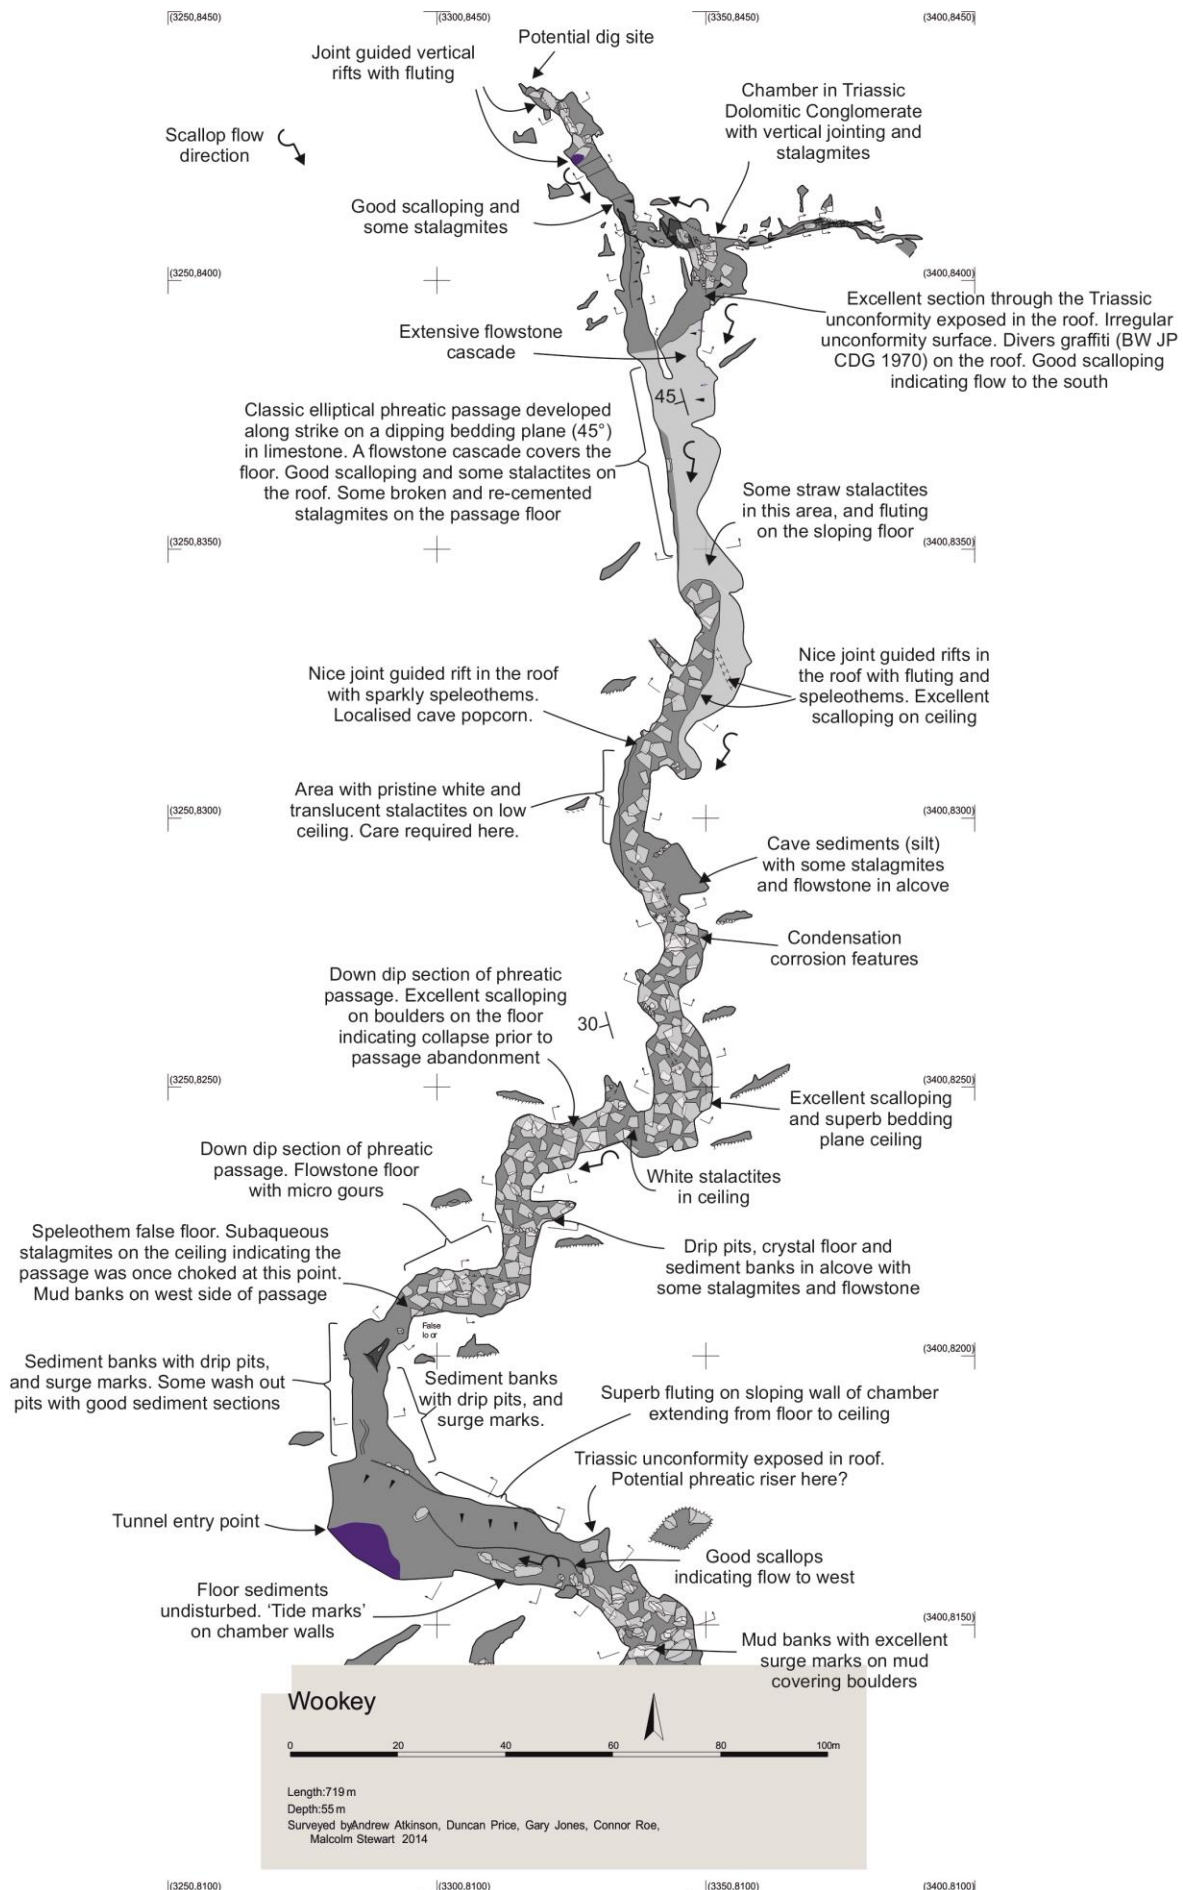 (3250,8450)
(3300,8450)
(3350,8450)
(3400,8450)
Potential dig site
Joint guided vertical
rifts with fluting
Chamber in Triassic
Dolomitic Conglomerate
with vertical jointing and
stalagmites
Scallop flow
direction
Good scalloping and
some stalagmites
(3250,8400)
(3400,8400)
Excellent section through the Triassic
unconformity exposed in the roof. Irregular
unconformity surface. Divers graffiti (BW JP
CDG 1970) on the roof. Good scalloping
indicating flow to the south
Extensive flowstone
cascade
45
Classic elliptical phreatic passage developed
along strike on a dipping bedding plane (45°)
in limestone. A flowstone cascade covers the
floor. Good scalloping and some stalactites on
the roof. Some broken and re-cemented
stalagmites on the passage floor
Some straw stalactites
in this area, and fluting
on the sloping floor
(3250,8350)
(3400,8350)
Nice joint guided rift in the roof
with sparkly speleothems.
Localised cave popcorn.
Nice joint guided rifts in
the roof with fluting and
speleothems. Excellent
scalloping on ceiling
Area with pristine white and
translucent stalactites on low
ceiling. Care required here.
(3250,8300)
(3400,8300)
Cave sediments (silt)
with some stalagmites
and flowstone in alcove
Condensation
corrosion features
Down dip section of phreatic
passage. Excellent scalloping
on boulders on the floor
indicating collapse prior to
passage abandonment
30
(3250,8250)
(3400,8250)
Excellent scalloping
and superb bedding
plane ceiling
Down dip section of phreatic
passage. Flowstone floor
with micro gours
White stalactites
in ceiling
Speleothem false floor. Subaqueous
stalagmites on the ceiling indicating the
passage was once choked at this point.
Mud banks on west side of passage
Drip pits, crystal floor and
sediment banks in alcove with
some stalagmites and flowstone
False
lo or
(3400,8200)
Sediment banks with drip pits,
and surge marks. Some wash out
pits with good sediment sections
Sediment banks
with drip pits, and
surge marks.
Superb fluting on sloping wall of chamber
extending from floor to ceiling
Triassic unconformity exposed in roof.
Potential phreatic riser here?
Tunnel entry point
Good scallops
indicating flow to west
Floor sediments
undisturbed. 'Tide marks'
on chamber walls
(3400,8150)
Mud banks with excellent
surge marks on mud
covering boulders
Wookey
0 20 40 60 80 100m
Length:719 m
Depth:55 m
Surveyed byAndrew Atkinson, Duncan Price, Gary Jones, Connor Roe,
Malcolm Stewart 2014
(3250,8100)
(3300,8100)
(3350,8100)
(3400,8100)